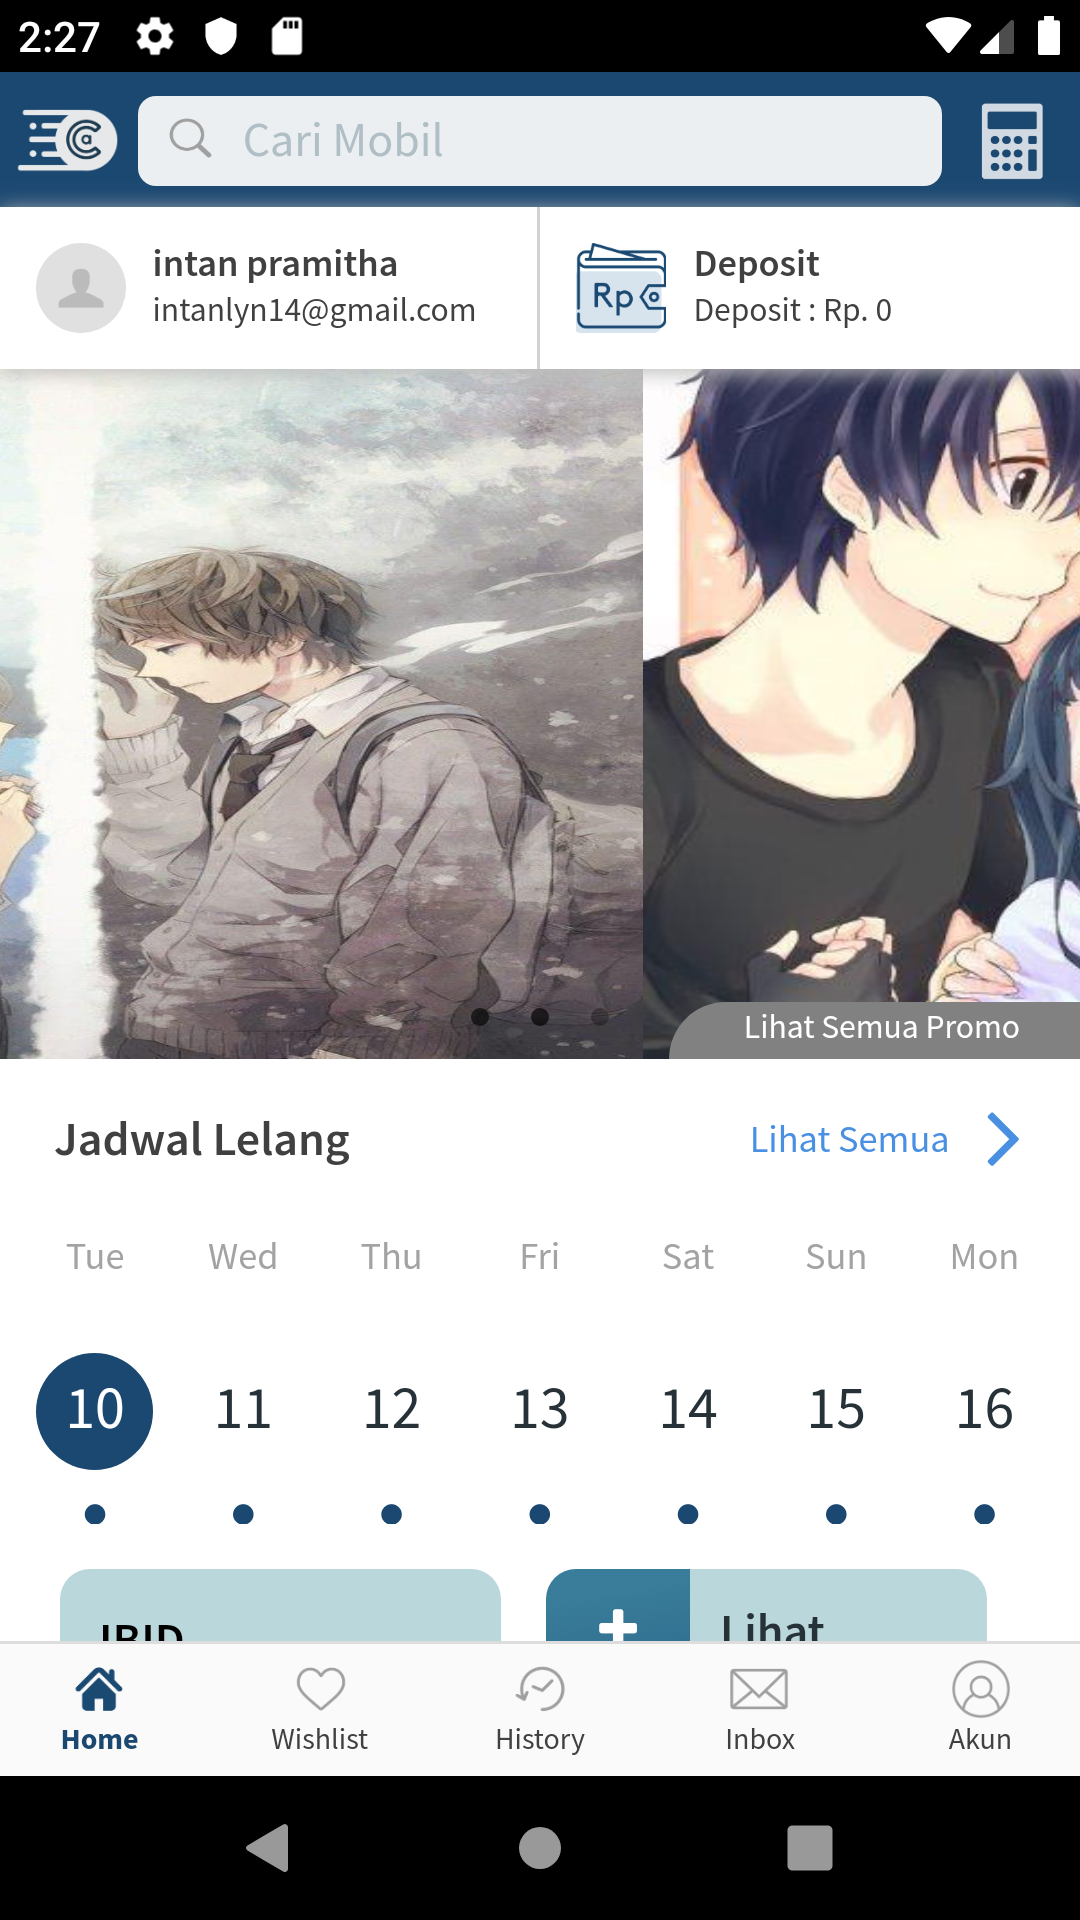 2:27
Cari Mobil
intan pramitha
intanlyn14@gmail.com
Rp
Deposit
Deposit : Rp. 0
Lihat Semua Promo
Jadwal Lelang
Lihat Semua
Tue Wed Thu Fri Sat Sun Mon
10 11 12 13 14 15 16
IBID
Lihat
Home Wishlist History Inbox Akun